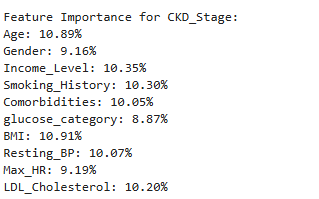 Feature Importance for CKD_Stage:
Age: 10.89%
Gender: 9.16%
Income_Level: 10.35%
Smoking_History: 10.30%
Comorbidities: 10.05%
glucose_category: 8.87%
BMI: 10.91%
Resting_BP: 10.07%
Max_HR: 9.19%
LDL_Cholesterol: 10.20%